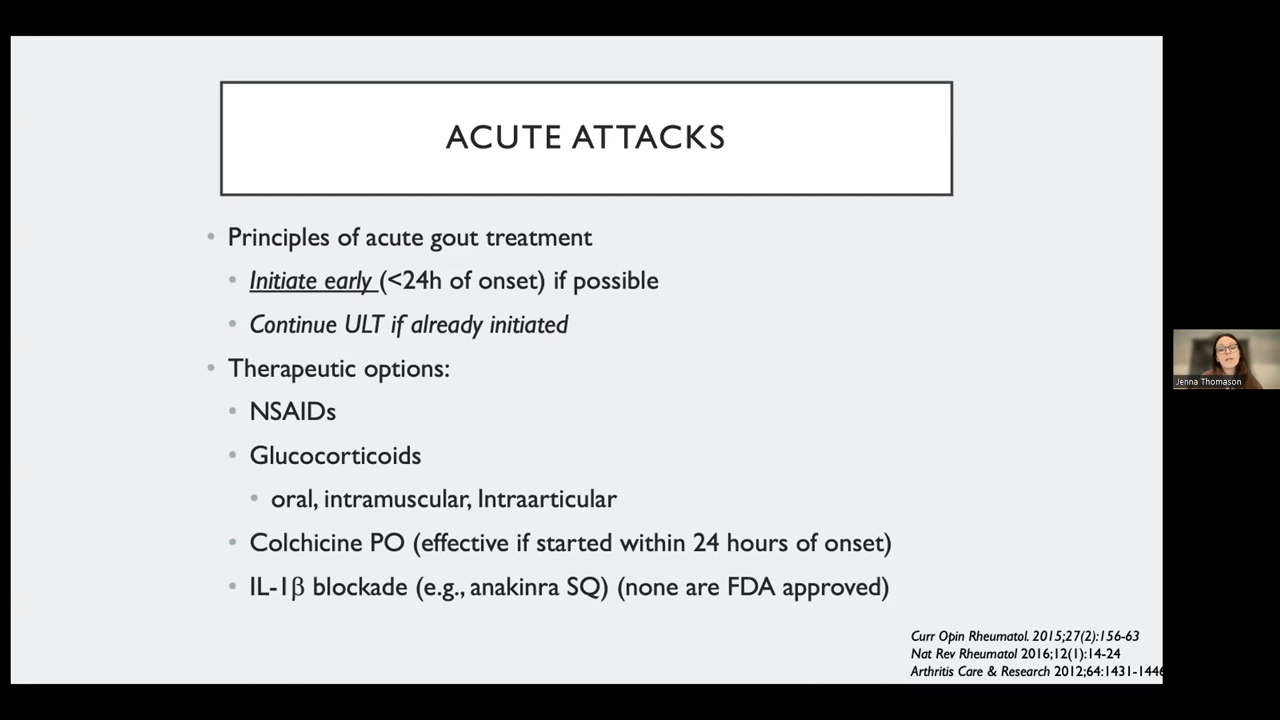 ACUTE ATTACKS
Principles of acute gout treatment
Initiate early (<24h of onset) if possible
Continue ULT if already initiated
Therapeutic options:
NSAIDs
Glucocorticoids
oral, intramuscular, Intraarticular
Colchicine PO (effective if started within 24 hours of onset)
IL-1β blockade (e.g., anakinra SQ) (none are FDA approved)
Curr Opin Rheumatol. 2015;27(2):156-63
Nat Rev Rheumatol 2016;12(1):14-24
Arthritis Care & Research 2012;64:1431-1446
Jenna Thomason